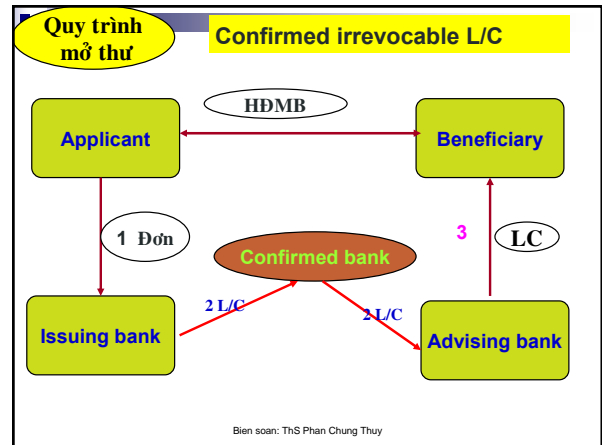 Quy trình
mở thư
Confirmed irrevocable L/C
HĐMB
Applicant
Beneficiary
1 Đơn
3
LC
Confirmed bank
2 L/C
2 L/C
Issuing bank
Advising bank
Bien soan: ThS Phan Chung Thuy